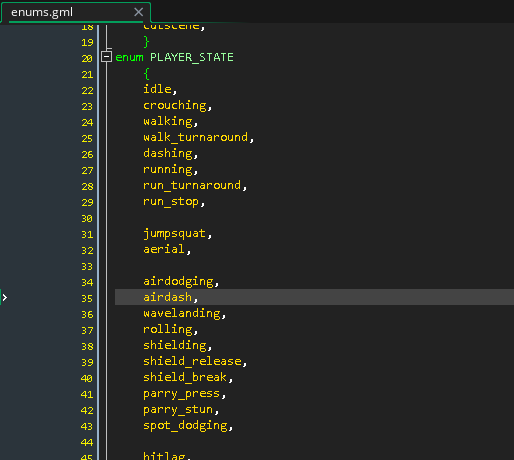 enums.gml
18 cutscene,
19 }
20 enum PLAYER_STATE
21 {
22 idle,
23 crouching,
24 walking,
25 walk_turnaround,
26 dashing,
27 running,
28 run_turnaround,
29 run_stop,
30
31 jumpsquat,
32 aerial,
33
34 airdodging,
35 airdash,
36 wavelanding,
37 rolling,
38 shielding,
39 shield_release,
40 shield_break,
41 parry_press,
42 parry_stun,
43 spot_dodging,
44
45 hitlag,